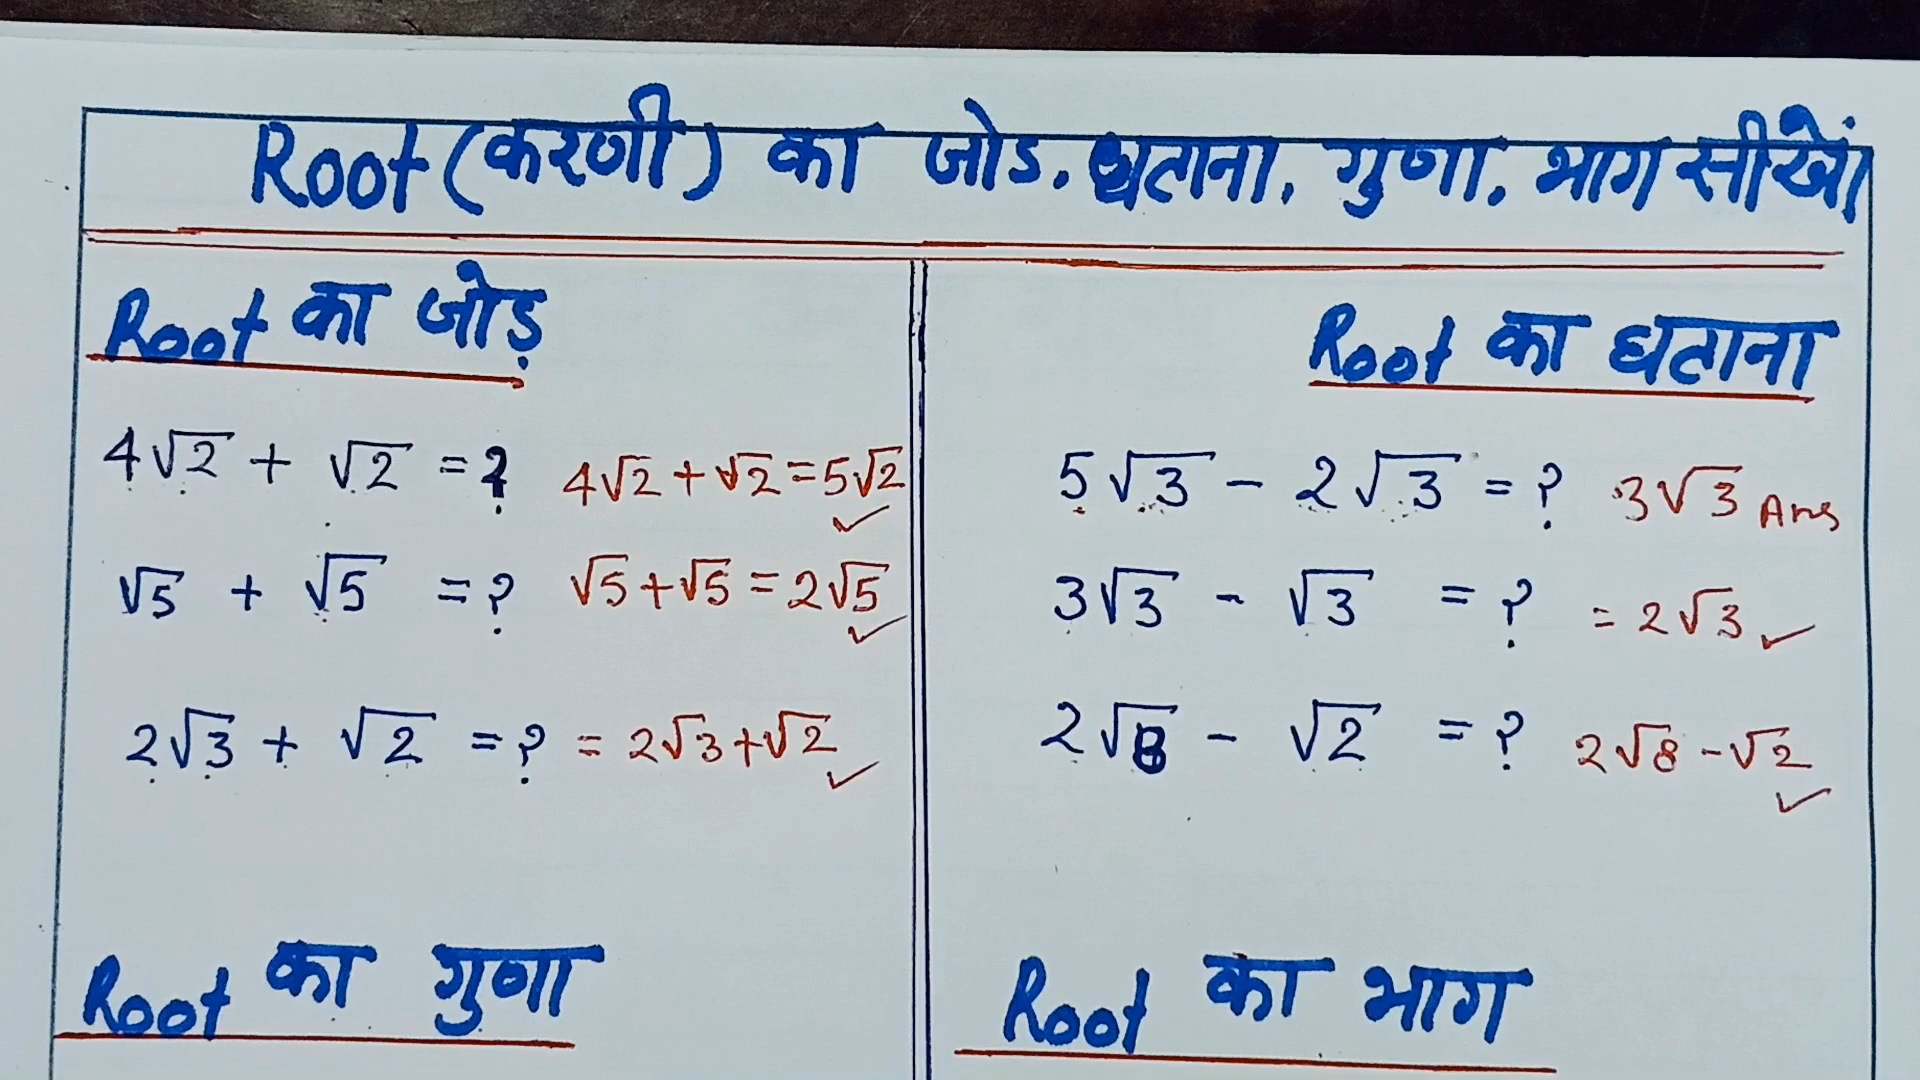 Root (करणी) का जोड, घटाना, गुणा, भाग सीखें
Root का जोड़
4√2 + √2 = ? 4√2 + √2 = 5√2 ✓
√5 + √5 = ? √5 + √5 = 2√5 ✓
2√3 + √2 = ? = 2√3 + √2 ✓
Root का घटाना
5√3 - 2√3 = ? 3√3 Ans
3√3 - √3 = ? = 2√3 ✓
2√8 - √2 = ? 2√8 - √2 ✓
Root का गुणा
Root का भाग